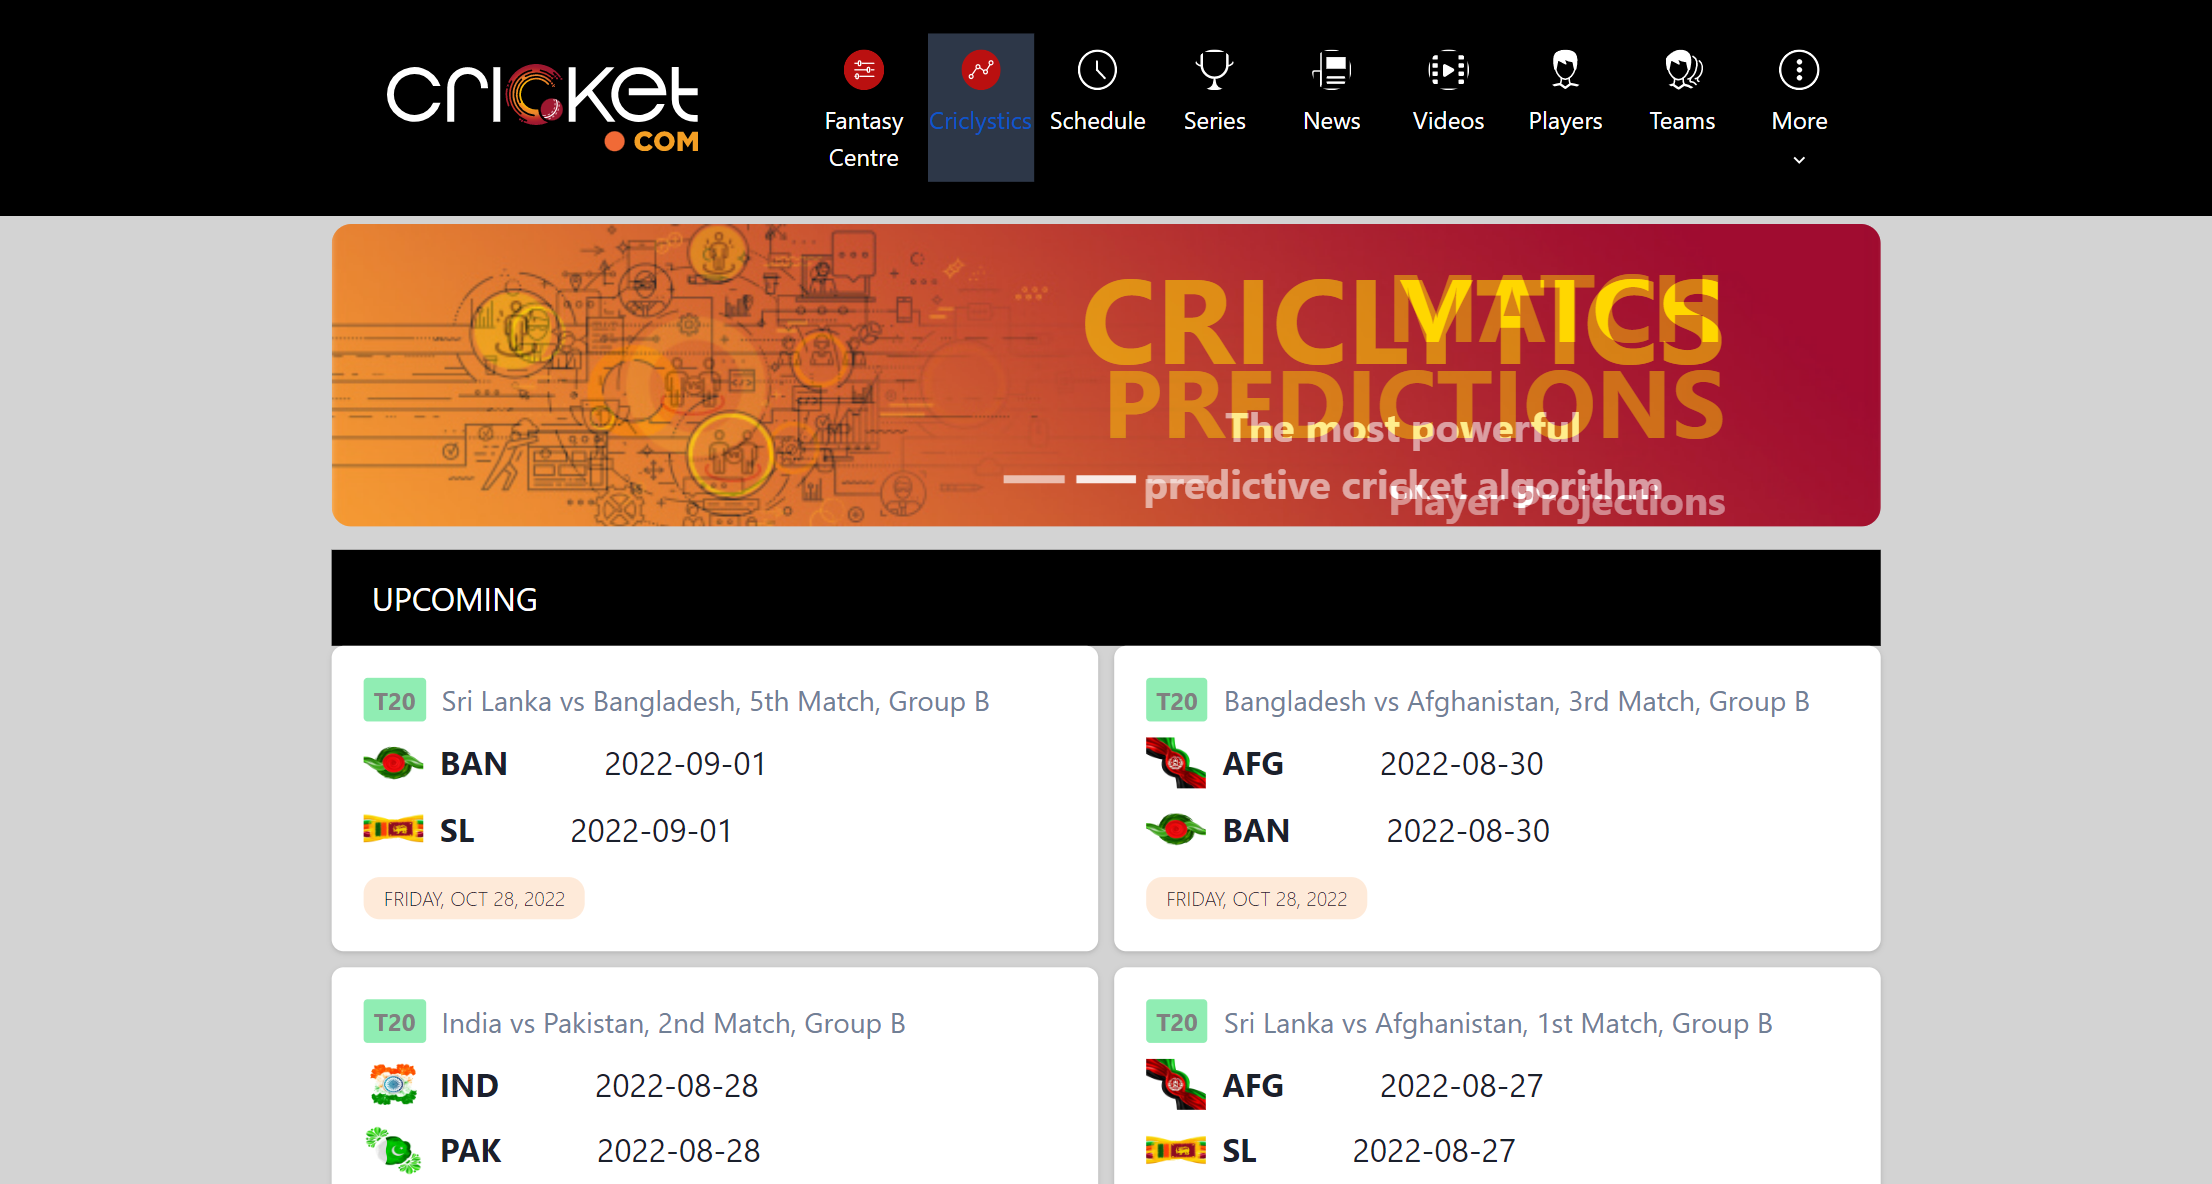 cricket
.COM
Fantasy
Centre
Criclystics
Schedule
Series
News
Videos
Players
Teams
More
CRICLYTICS
MATCH
PREDICTIONS
The most powerful
predictive cricket algorithm
Player Projections
UPCOMING
T20 Sri Lanka vs Bangladesh, 5th Match, Group B
BAN 2022-09-01
SL 2022-09-01
FRIDAY, OCT 28, 2022
T20 Bangladesh vs Afghanistan, 3rd Match, Group B
AFG 2022-08-30
BAN 2022-08-30
FRIDAY, OCT 28, 2022
T20 India vs Pakistan, 2nd Match, Group B
IND 2022-08-28
PAK 2022-08-28
T20 Sri Lanka vs Afghanistan, 1st Match, Group B
AFG 2022-08-27
SL 2022-08-27